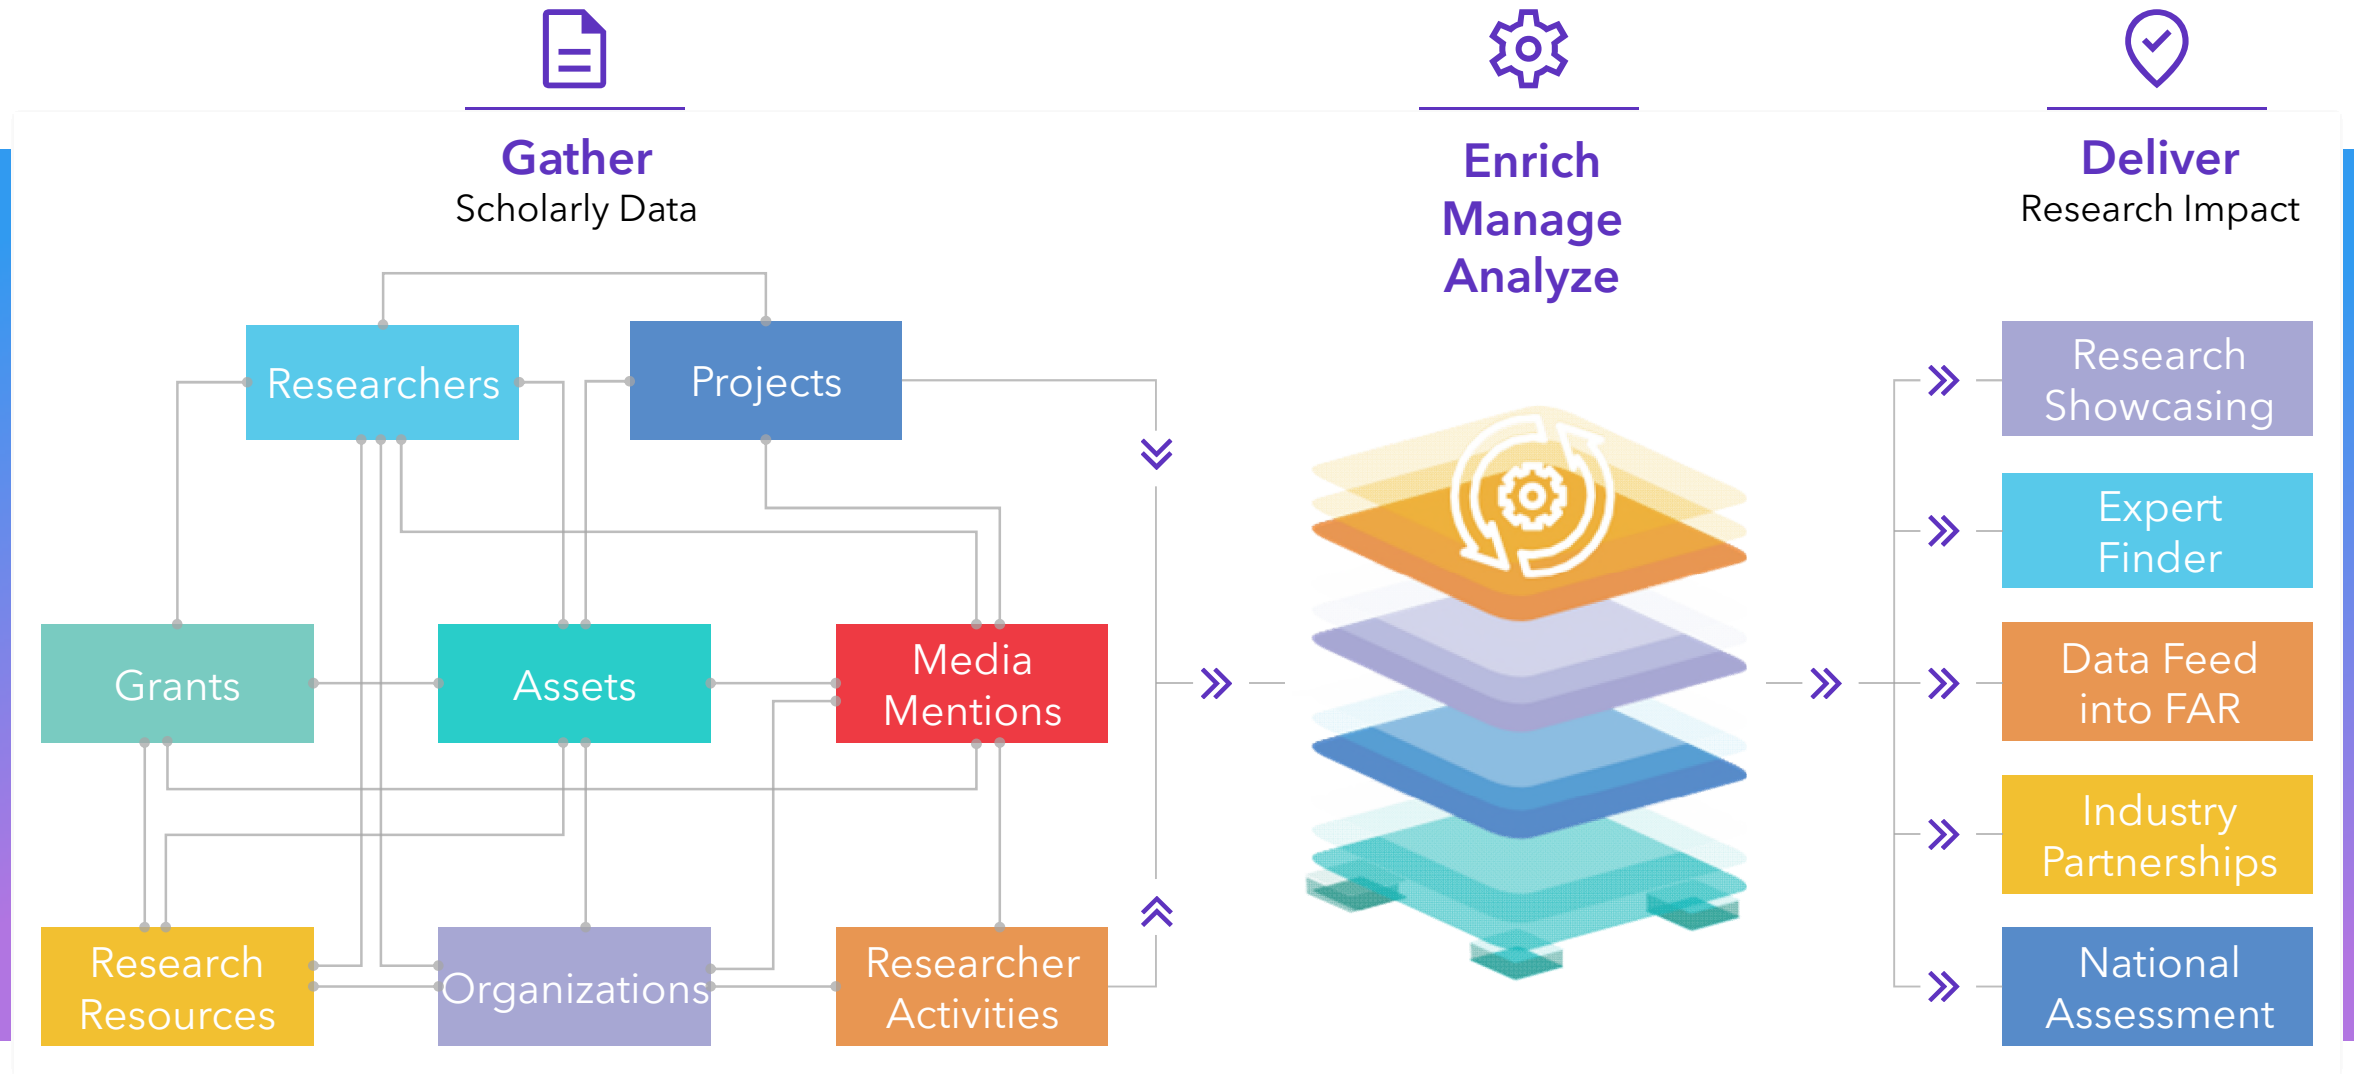 Gather
Scholarly Data
Enrich
Manage
Analyze
Deliver
Research Impact
Researchers
Projects
Grants
Assets
Media
Mentions
Research
Resources
Organizations
Researcher
Activities
Research
Showcasing
Expert
Finder
Data Feed
into FAR
Industry
Partnerships
National
Assessment